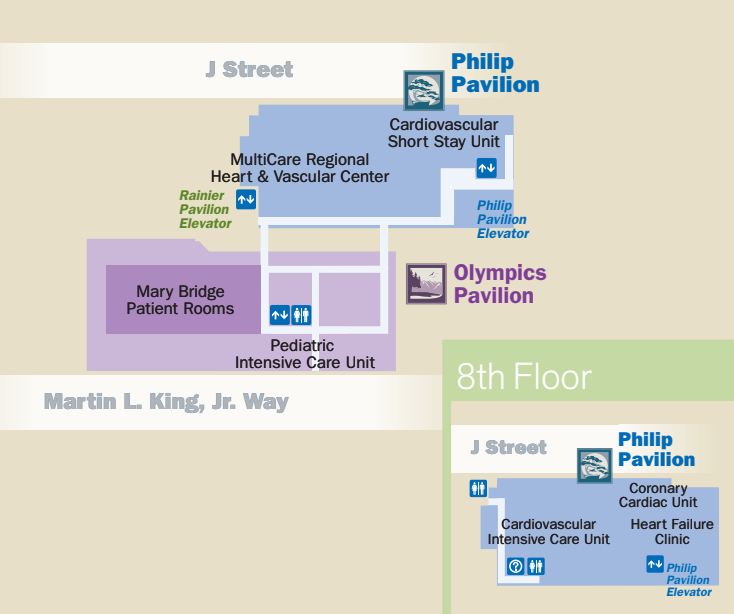 J Street
Philip
Pavilion
Cardiovascular
Short Stay Unit
MultiCare Regional
Heart & Vascular Center
Rainier
Pavilion
Elevator
Philip
Pavilion
Elevator
Olympics
Pavilion
Mary Bridge
Patient Rooms
Pediatric
Intensive Care Unit
Martin L. King, Jr. Way
8th Floor
J Street
Philip
Pavilion
Coronary
Cardiac Unit
Cardiovascular
Intensive Care Unit
Heart Failure
Clinic
?
Philip
Pavilion
Elevator